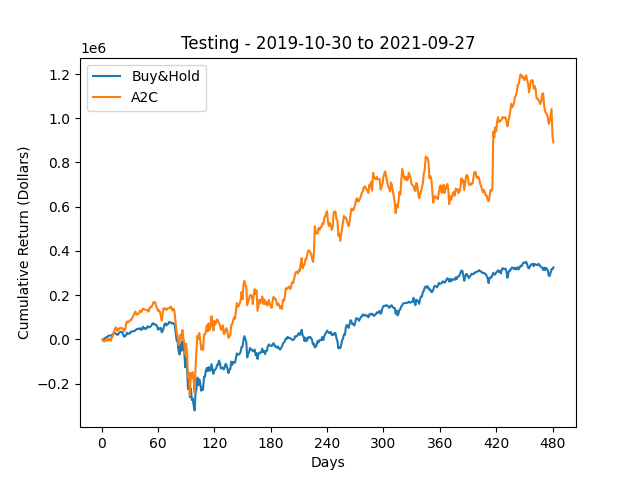 Testing - 2019-10-30 to 2021-09-27
1e6
Buy&Hold
A2C
1.2
1.0
0.8
0.6
0.4
0.2
0.0
−0.2
Cumulative Return (Dollars)
0 60 120 180 240 300 360 420 480
Days